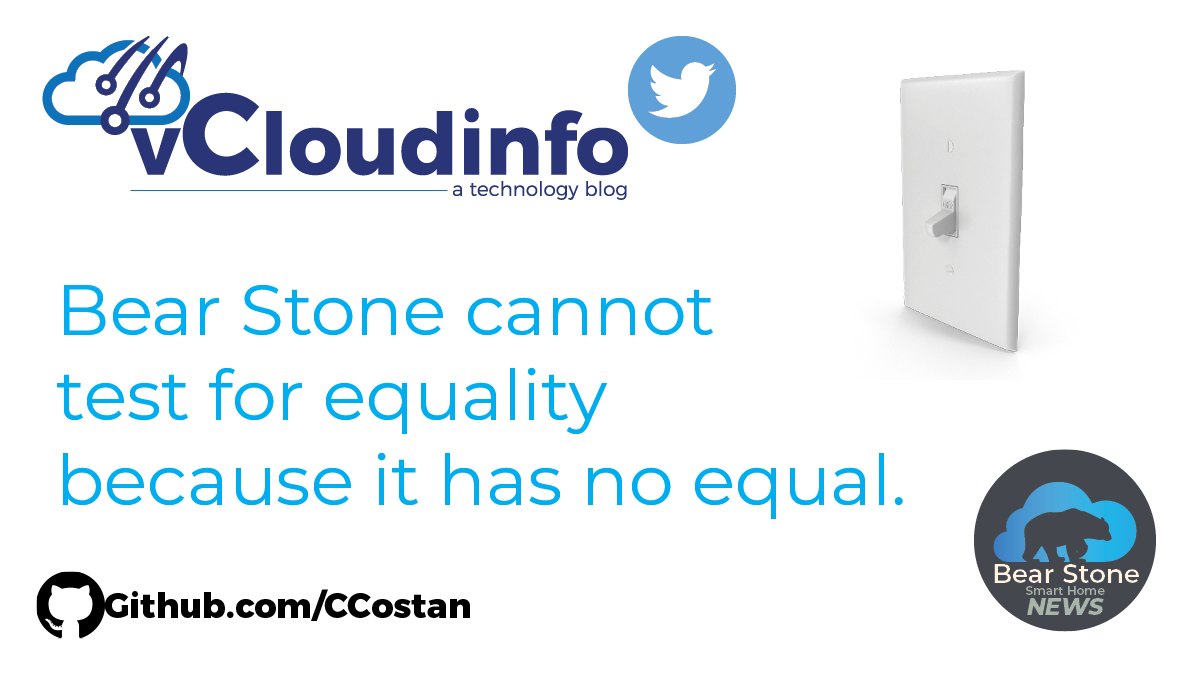 vCloudinfo
a technology blog
Bear Stone cannot
test for equality
because it has no equal.
Github.com/CCostan
Bear Stone
Smart Home
NEWS
OFF